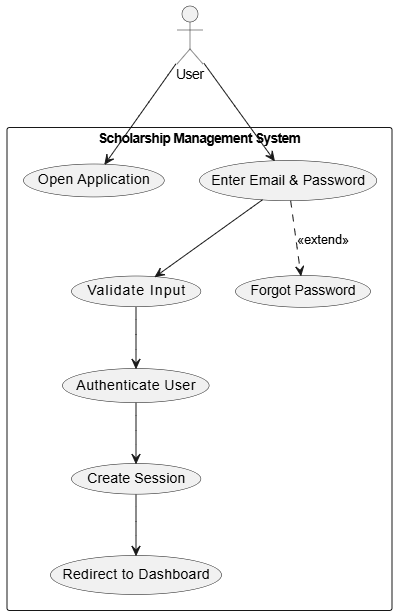 User
Scholarship Management System
Open Application
Enter Email & Password
«extend»
Validate Input
Forgot Password
Authenticate User
Create Session
Redirect to Dashboard